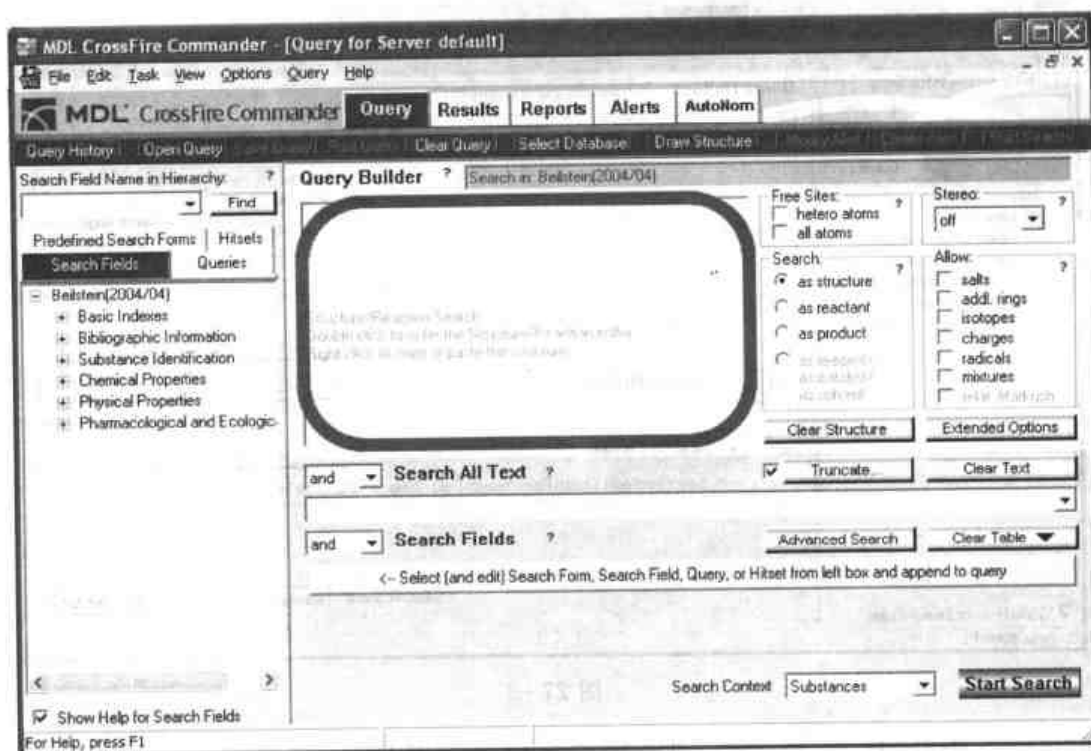 MDL CrossFire Commander - [Query for Server default]
File Edit Task View Options Query Help
MDL CrossFire Commander Query Results Reports Alerts AutoNom
Query History Open Query Clear Query Select Database Draw Structure
Search Field Name in Hierarchy: ?
Find
Predefined Search Forms Hitsets
Search Fields Queries
Beilstein(2004/04)
Basic Indexes
Bibliographic Information
Substance Identification
Chemical Properties
Physical Properties
Pharmacological and Ecologic
Show Help for Search Fields
For Help, press F1
Query Builder ? Search in: Beilstein(2004/04)
Free Sites: ?
hetero atoms
all atoms
Stereo: ?
off
Search: ?
as structure
as reactant
as product
Allow: ?
salts
addl. rings
isotopes
charges
radicals
mixtures
Clear Structure Extended Options
and Search All Text ? Truncate... Clear Text
and Search Fields ? Advanced Search Clear Table
<-- Select (and edit) Search Form, Search Field, Query, or Hitset from left box and append to query
Search Context Substances Start Search